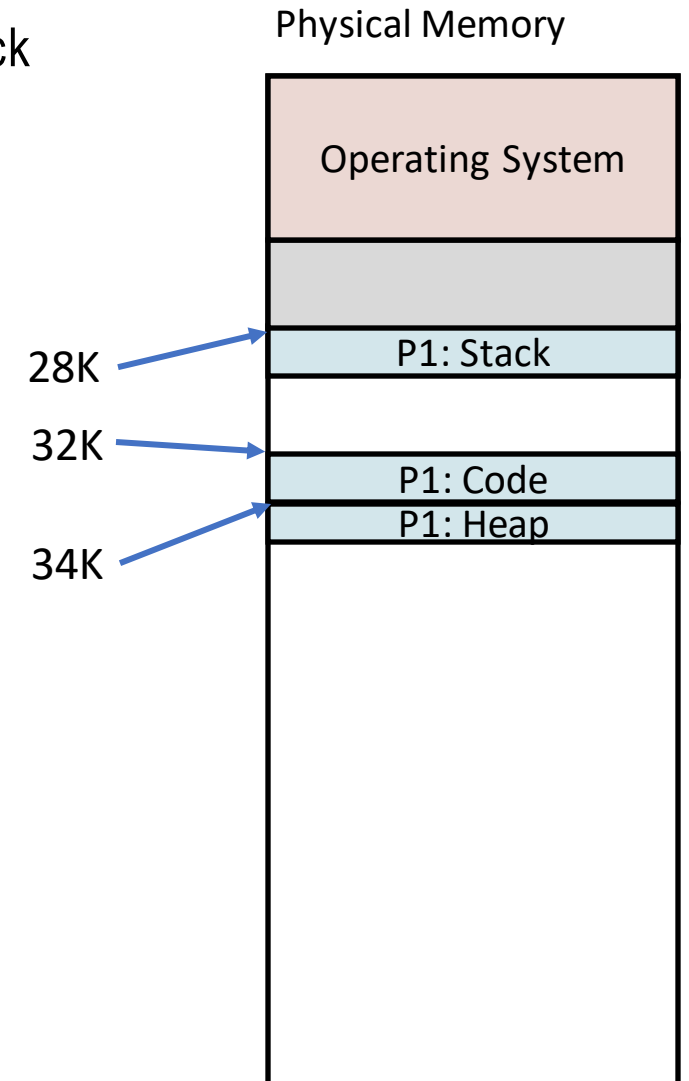 Physical Memory
Operating System
28K
P1: Stack
32K
P1: Code
P1: Heap
34K